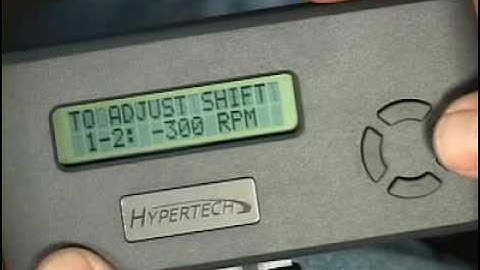 TO ADJUST SHIFT
1-2: -300 RPM
HYPERTECH